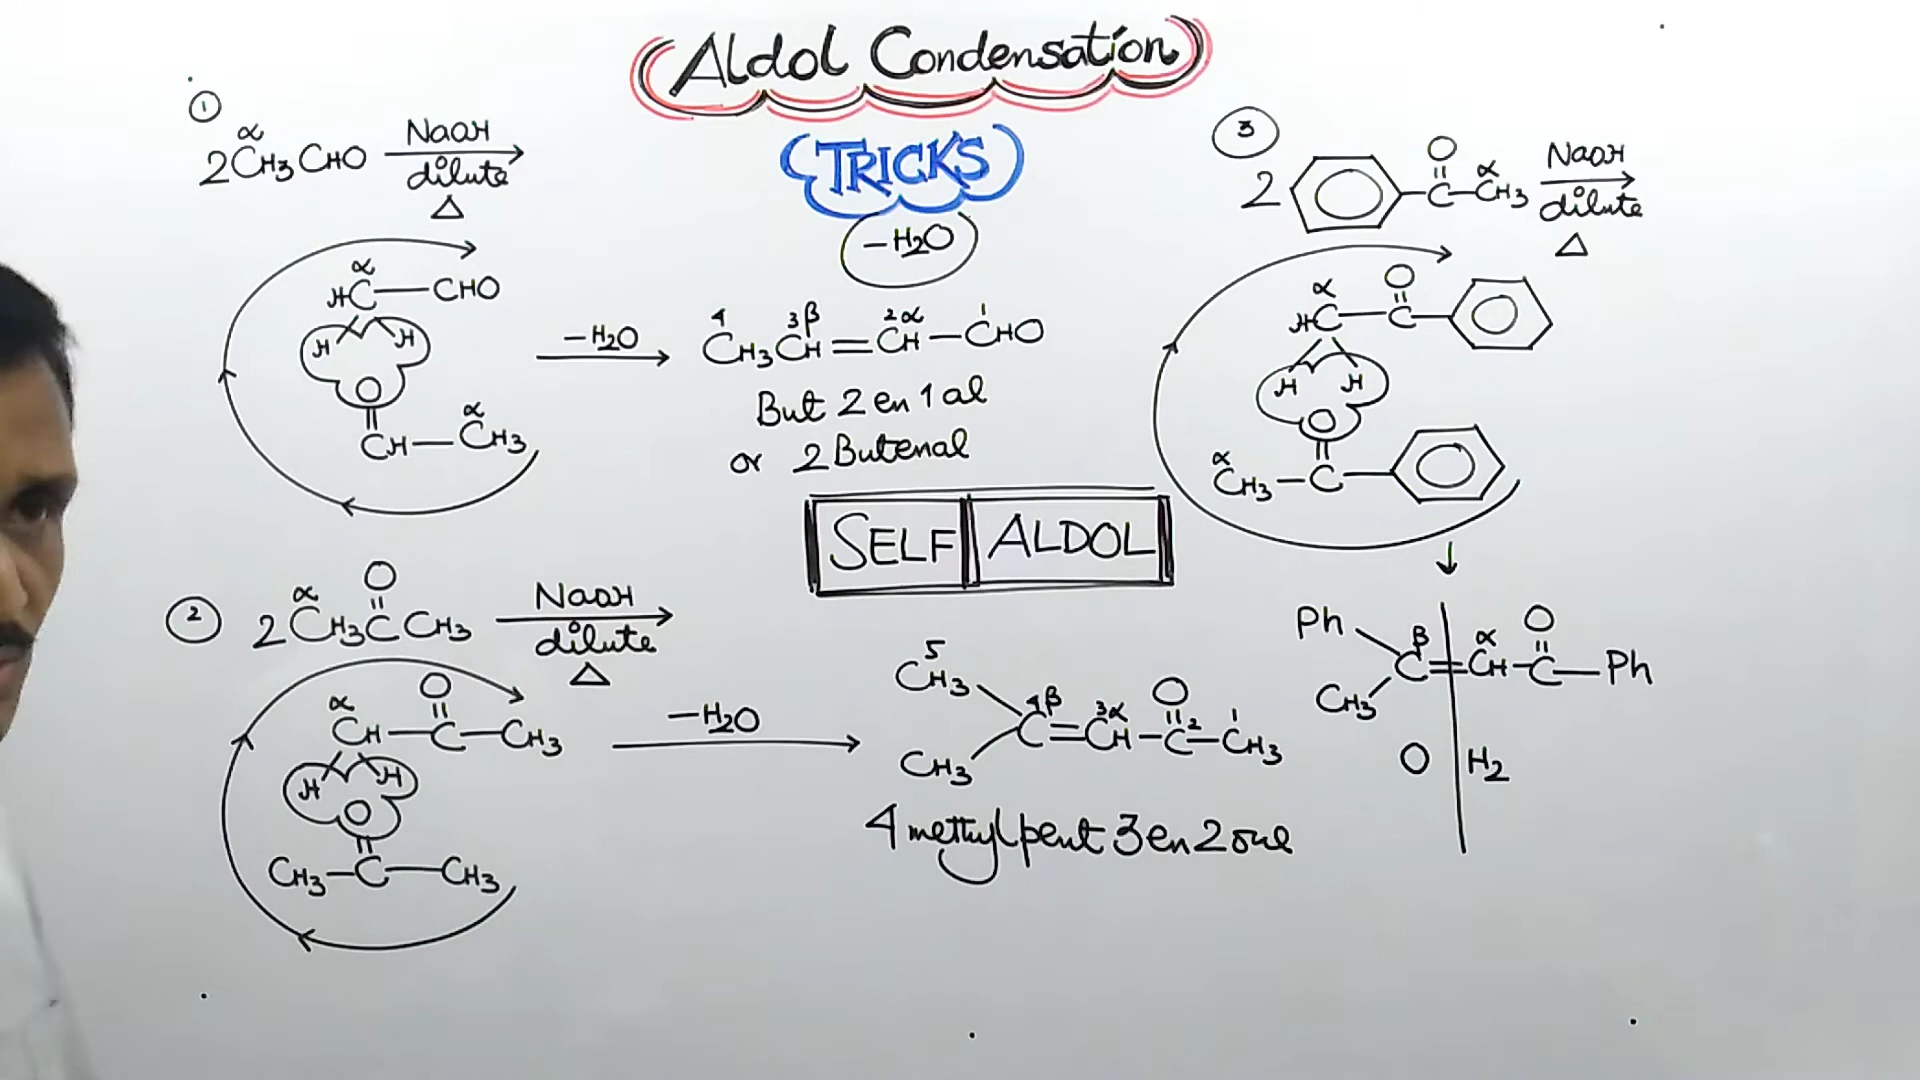 Aldol Condensation
TRICKS
–H2O
1
α
2CH3CHO NaOH
dilute
△
α
HC—CHO
H H
O
α
CH—CH3
–H2O
4 3β 2α 1
CH3CH=CH–CHO
But 2 en 1 al
or 2 Butenal
SELF ALDOL
2
α O
2CH3CCH3 NaOH
dilute
△
α O
CH—C—CH3
H H
O
CH3–C—CH3
–H2O
5
CH3
4β 3α O 2 1
C=CH–C–CH3
CH3
4 methylpent 3 en 2 one
3
O
2 C–CH3 α NaOH
dilute
△
α O
HC—C
H H
O
α
CH3–C
Ph β α O
C=CH–C–Ph
CH3
O H2